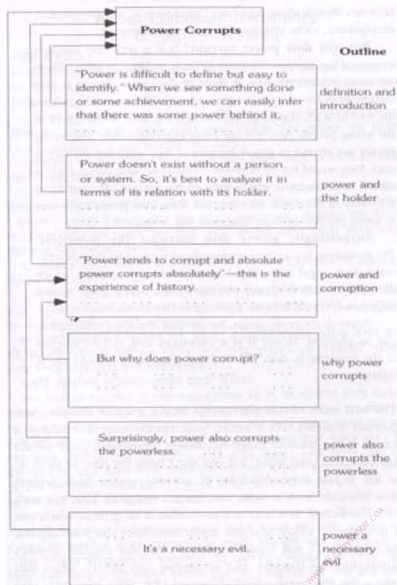 Power Corrupts
Outline
"Power is difficult to define but easy to
identify." When we see something done
or some achievement, we can easily infer
that there was some power behind it.
definition and
introduction
Power doesn't exist without a person
or system. So, it's best to analyze it in
terms of its relation with its holder.
power and
the holder
"Power tends to corrupt and absolute
power corrupts absolutely"—this is the
experience of history.
power and
corruption
But why does power corrupt?
why power
corrupts
Surprisingly, power also corrupts
the powerless.
power also
corrupts the
powerless
It's a necessary evil.
power a
necessary
evil